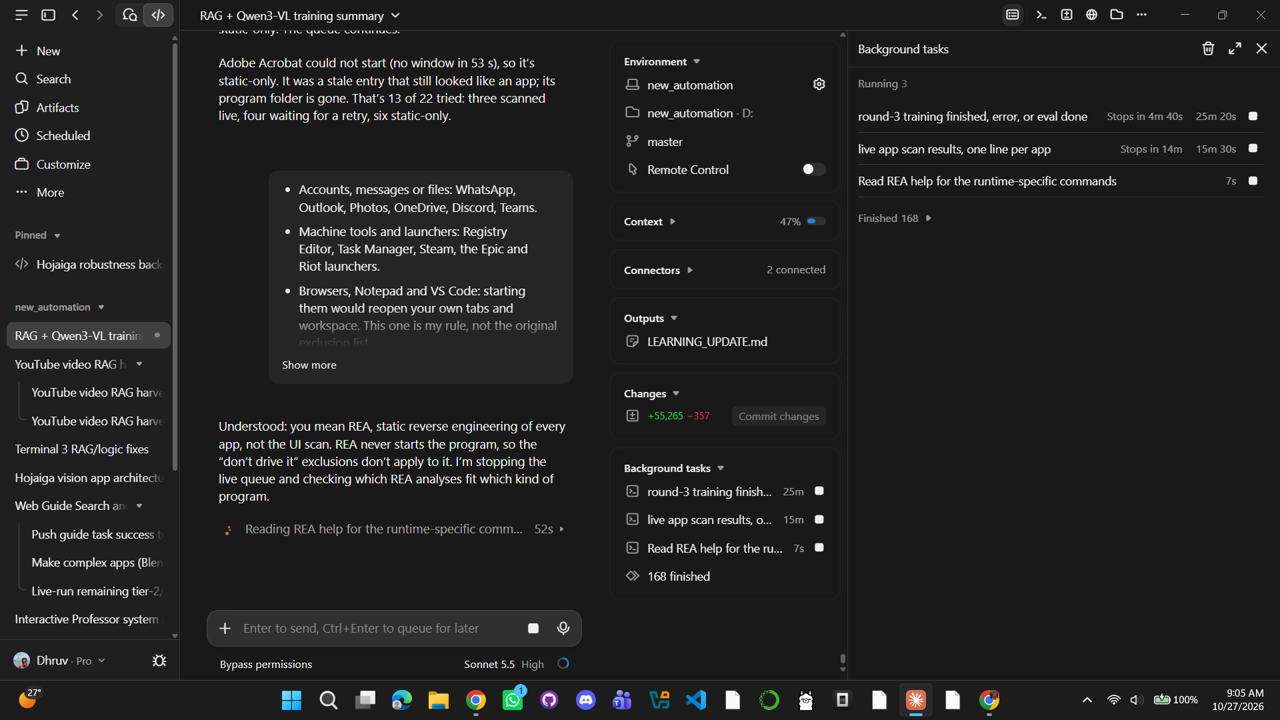 RAG + Qwen3-VL training summary
New
Search
Artifacts
Scheduled
Customize
More
Pinned
Hojaiga robustness back
new_automation
RAG + Qwen3-VL trainin
YouTube video RAG h
YouTube video RAG harve
YouTube video RAG harve
Terminal 3 RAG/logic fixes
Hojaiga vision app architectu
Web Guide Search an
Push guide task success t
Make complex apps (Blen
Live-run remaining tier-2/
Interactive Professor system
Dhruv · Pro
static-only. The queue continues.
Adobe Acrobat could not start (no window in 53 s), so it's
static-only. It was a stale entry that still looked like an app; its
program folder is gone. That's 13 of 22 tried: three scanned
live, four waiting for a retry, six static-only.
• Accounts, messages or files: WhatsApp,
Outlook, Photos, OneDrive, Discord, Teams.
• Machine tools and launchers: Registry
Editor, Task Manager, Steam, the Epic and
Riot launchers.
• Browsers, Notepad and VS Code: starting
them would reopen your own tabs and
workspace. This one is my rule, not the original
exclusion list
Show more
Understood: you mean REA, static reverse engineering of every
app, not the UI scan. REA never starts the program, so the
“don't drive it” exclusions don't apply to it. I'm stopping the
live queue and checking which REA analyses fit which kind of
program.
Reading REA help for the runtime-specific comm... 52s
Enter to send, Ctrl+Enter to queue for later
Bypass permissions
Sonnet 5.5 High
Environment
new_automation
new_automation · D:
master
Remote Control
Context 47%
Connectors 2 connected
Outputs
LEARNING_UPDATE.md
Changes
+55,265 −357 Commit changes
Background tasks
round-3 training finish... 25m
live app scan results, o... 15m
Read REA help for the ru... 7s
168 finished
Background tasks
Running 3
round-3 training finished, error, or eval done Stops in 4m 40s 25m 20s
live app scan results, one line per app Stops in 14m 15m 30s
Read REA help for the runtime-specific commands 7s
Finished 168
27°
1
100%
9:05 AM
10/27/2026